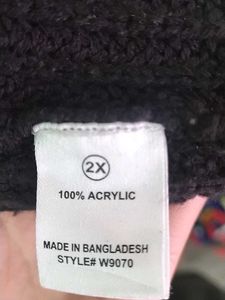 2X
100% ACRYLIC
MADE IN BANGLADESH
STYLE# W9070